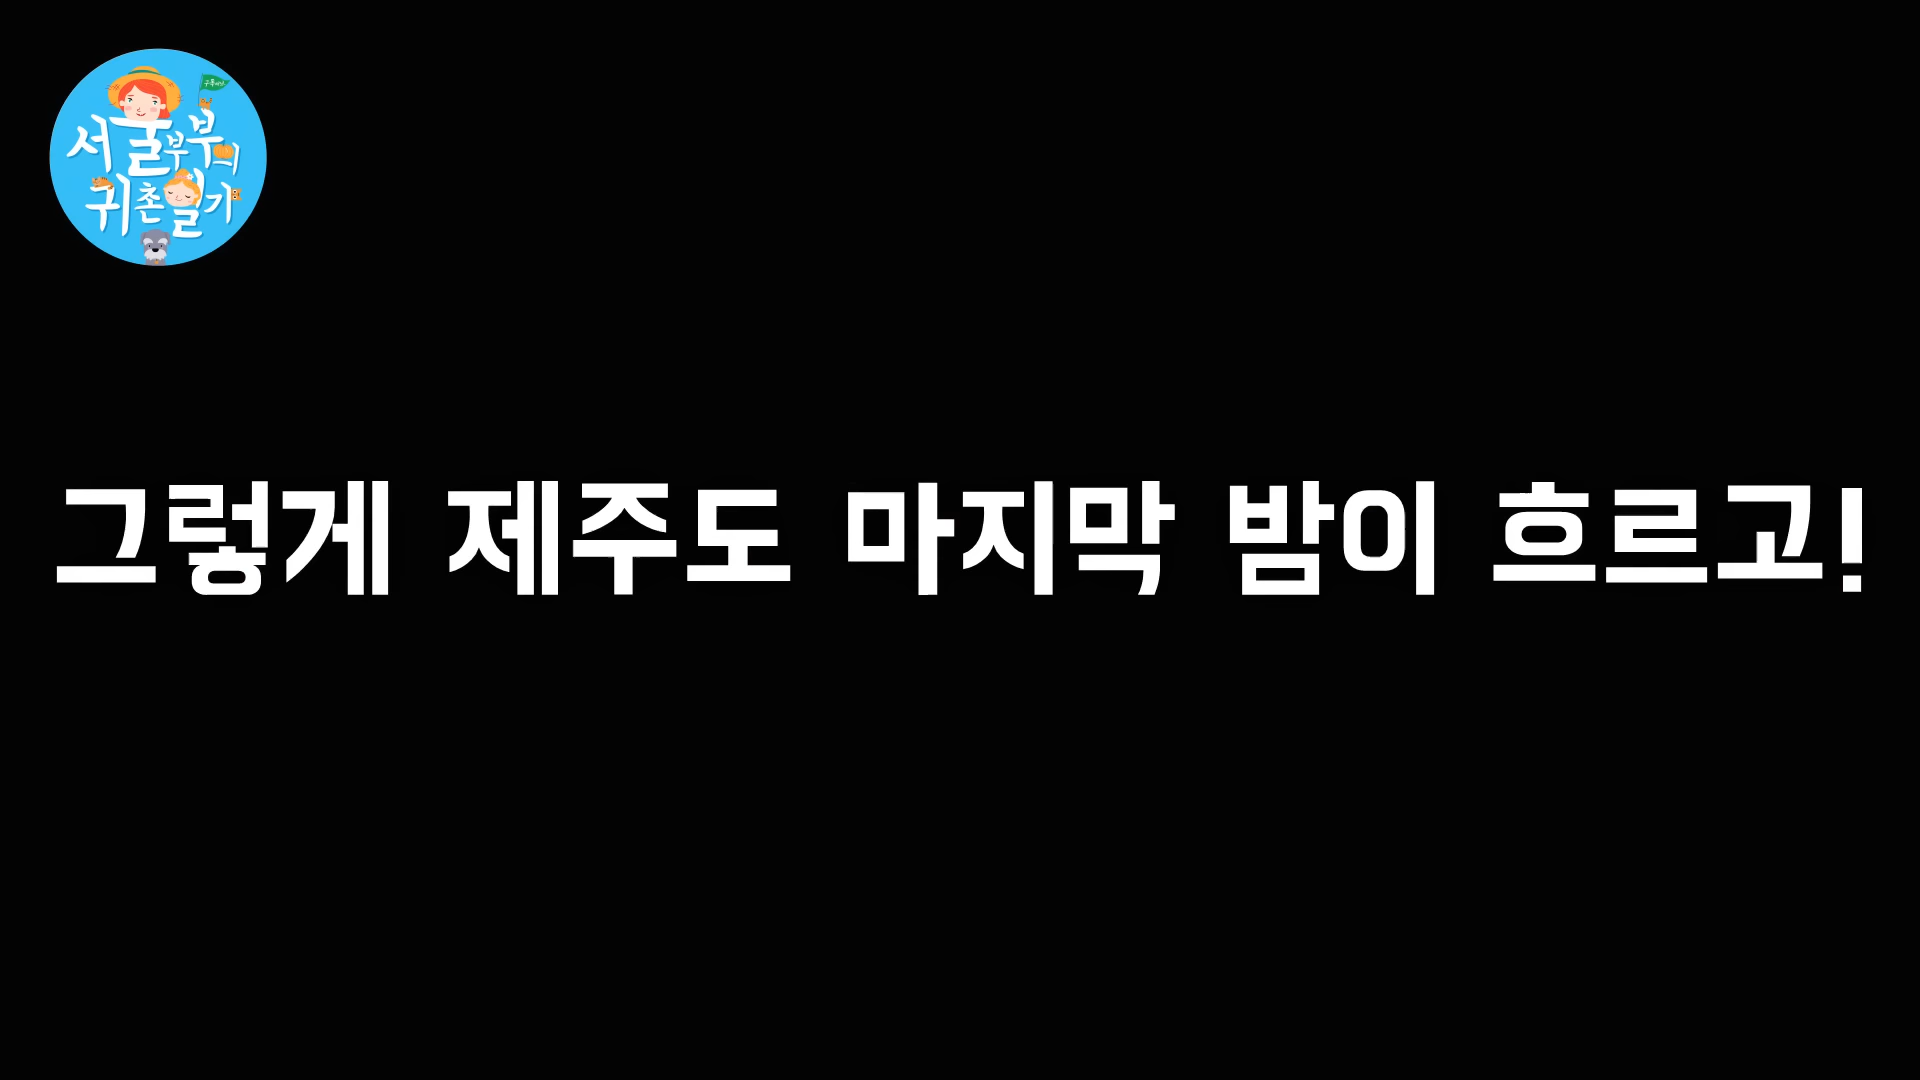 서울부부의
귀촌일기
그렇게 제주도 마지막 밤이 흐르고!